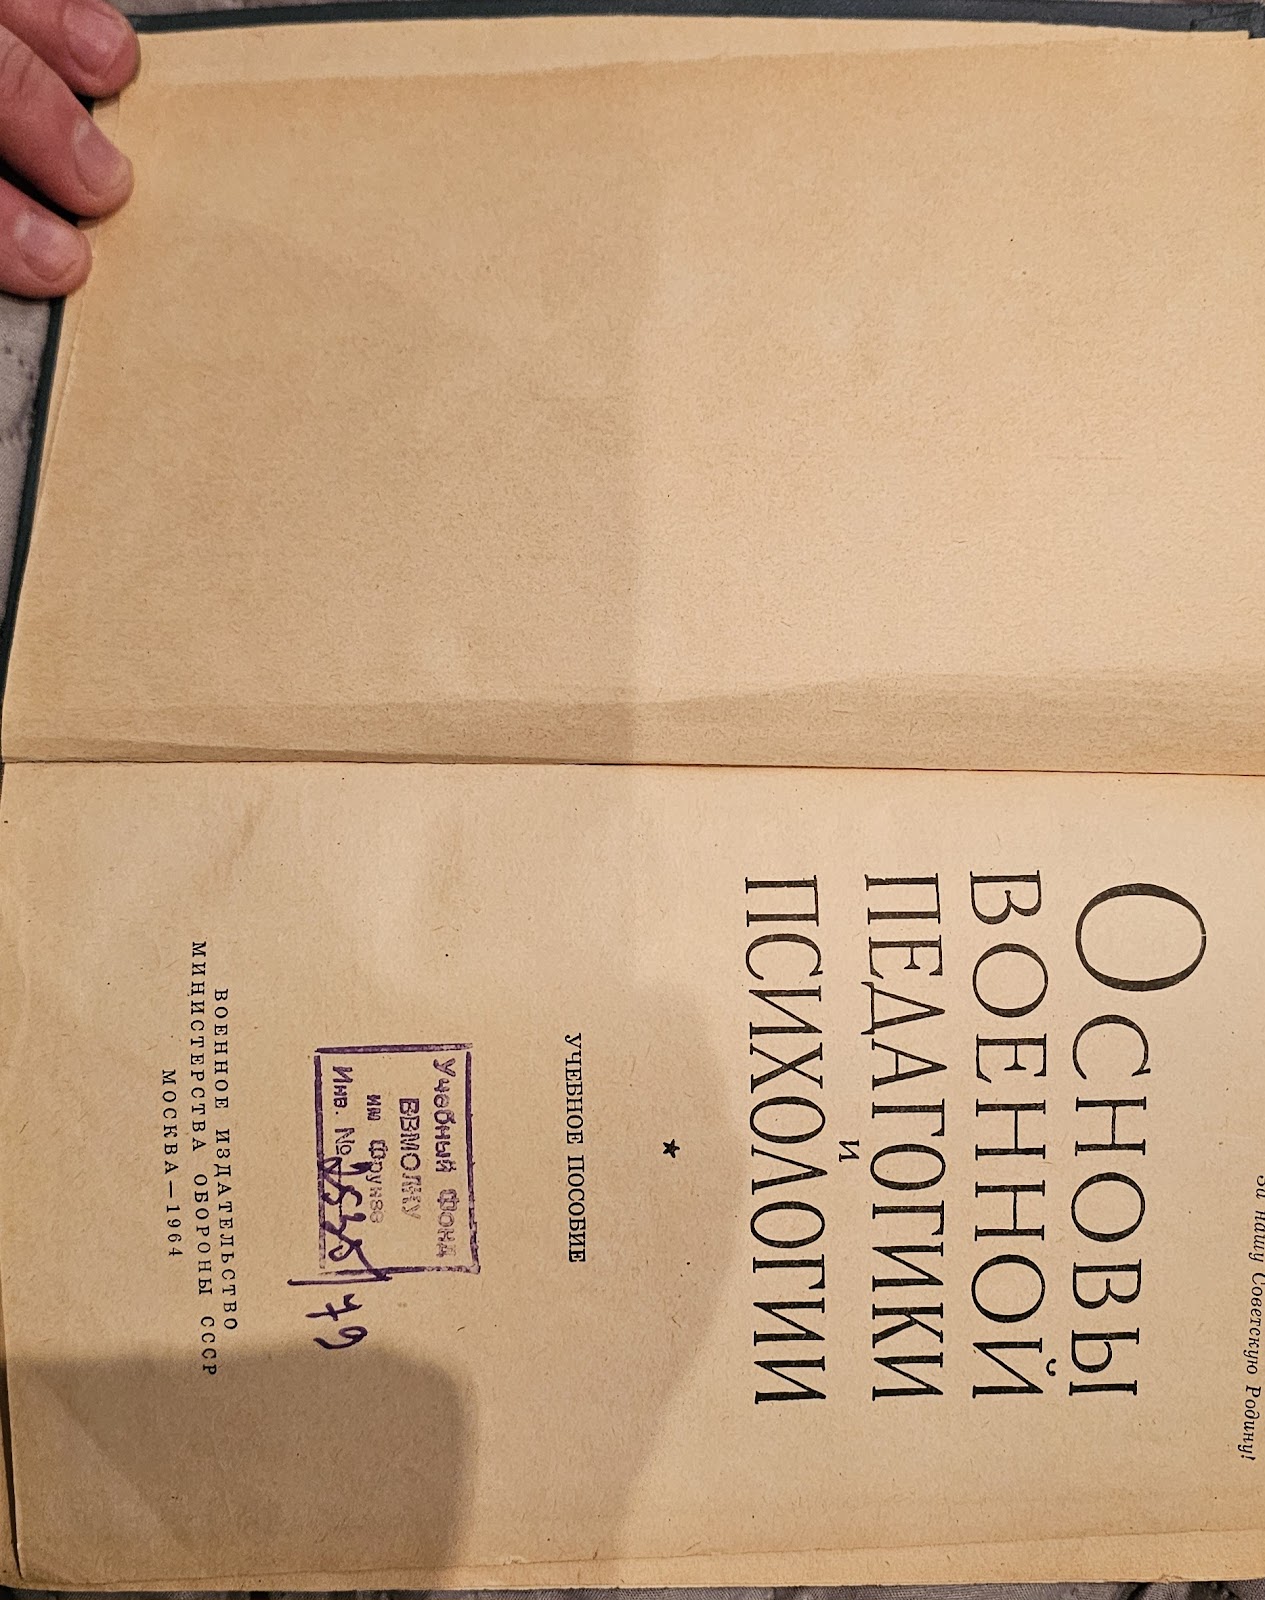 За нашу Советскую Родину!
ОСНОВЫ
ВОЕННОЙ
ПЕДАГОГИКИ
И
ПСИХОЛОГИИ
★
УЧЕБНОЕ ПОСОБИЕ
Учебный Фонд
ВВМОЛКУ
им Фрунзе
Инв. №
79
ВОЕННОЕ ИЗДАТЕЛЬСТВО
МИНИСТЕРСТВА ОБОРОНЫ СССР
МОСКВА—1964